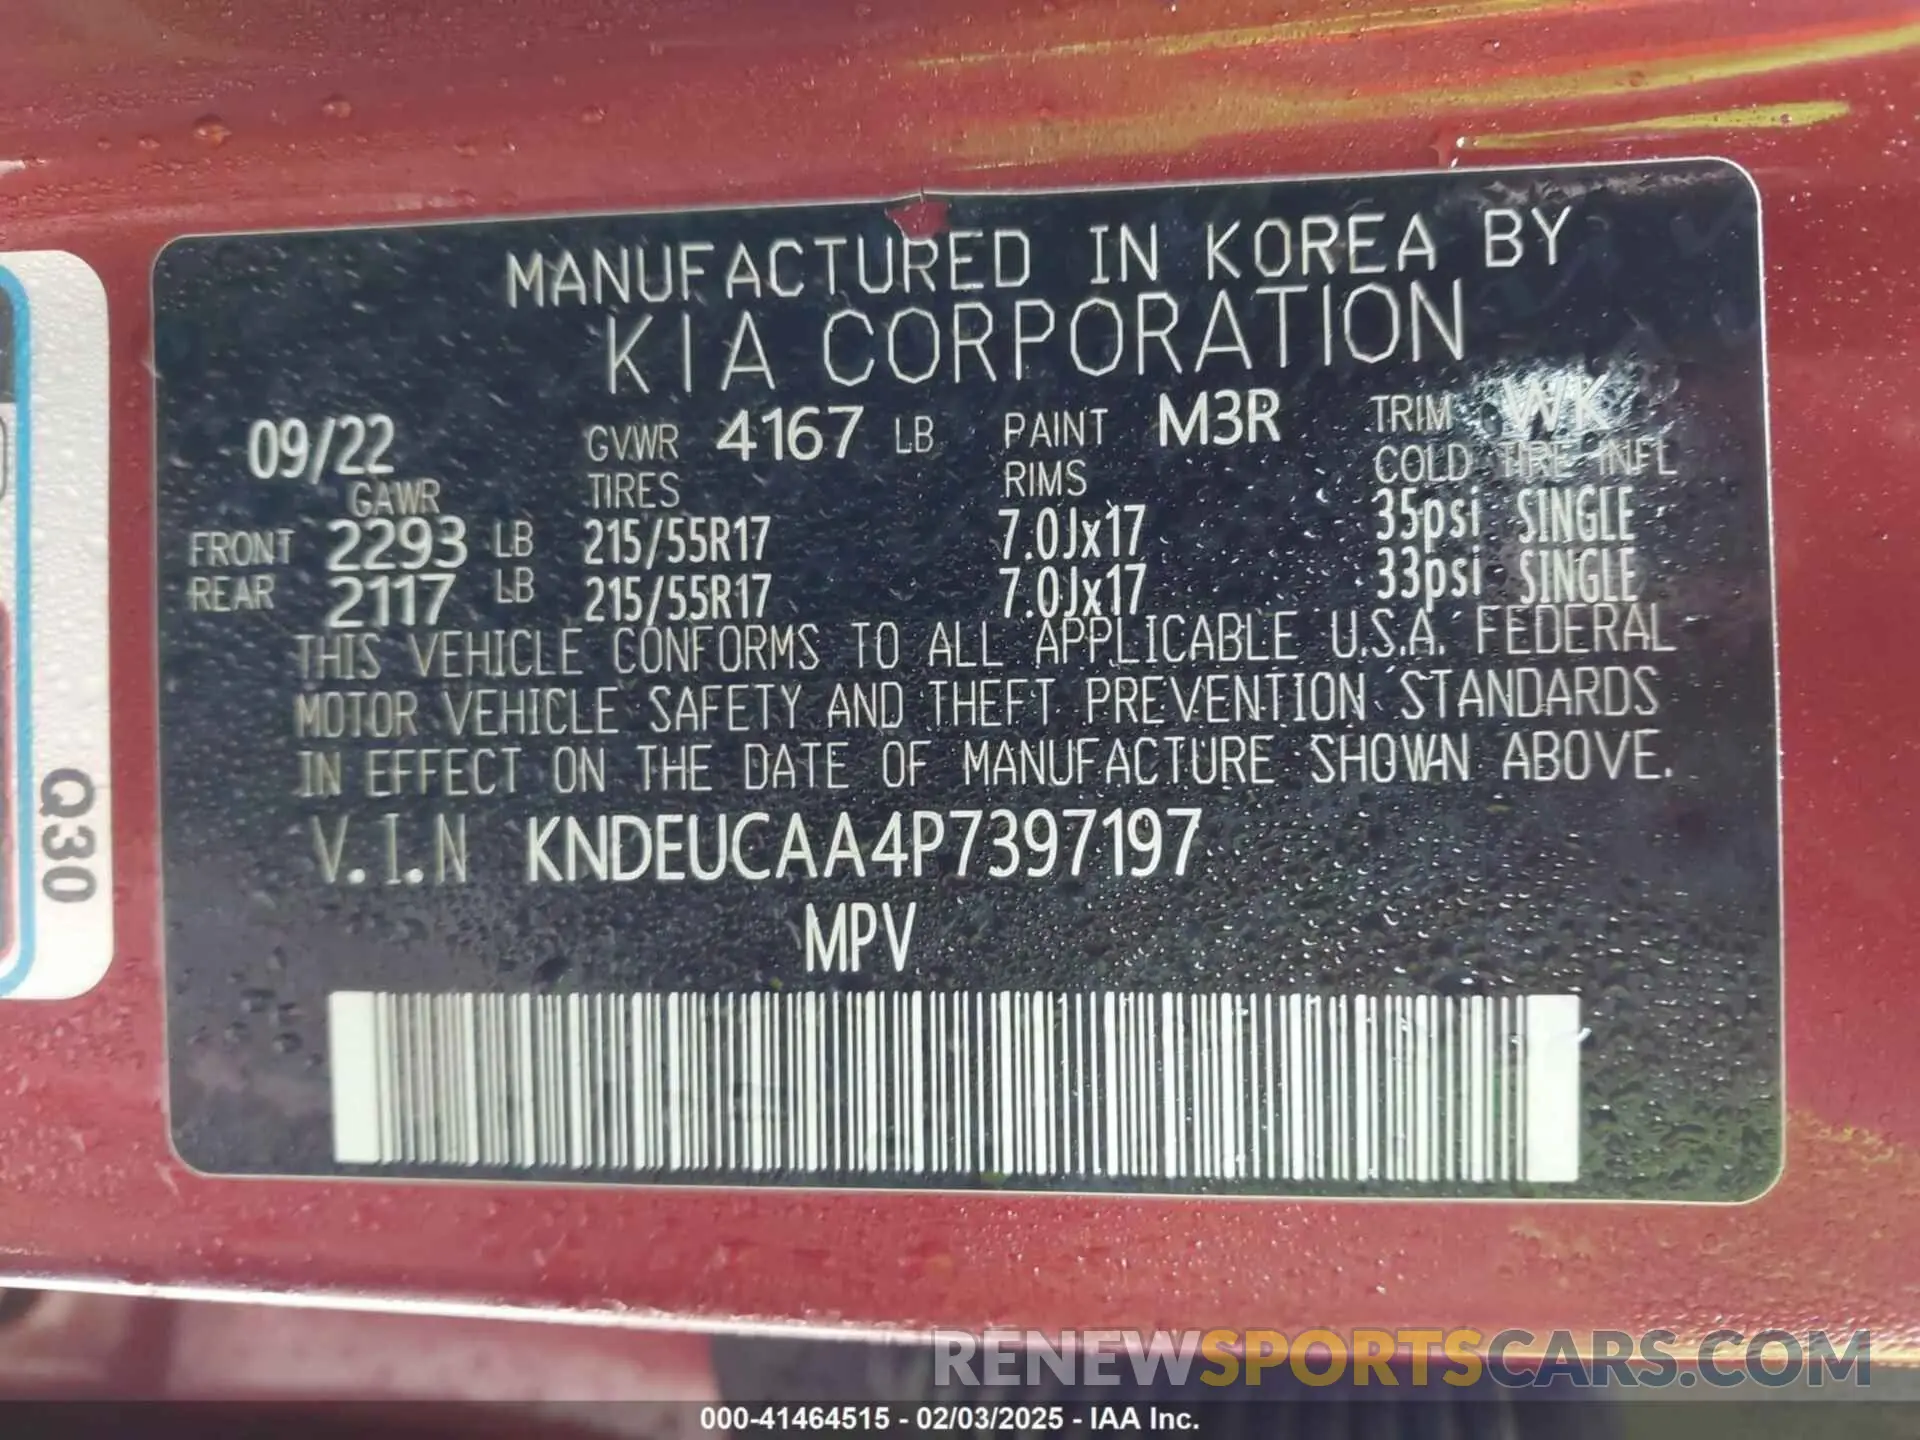 MANUFACTURED IN KOREA BY
KIA CORPORATION
09/22 GVWR 4167 LB PAINT M3R TRIM WK
GAWR TIRES RIMS COLD TIRE INFL
FRONT 2293 LB 215/55R17 7.0Jx17 35psi SINGLE
REAR 2117 LB 215/55R17 7.0Jx17 33psi SINGLE
THIS VEHICLE CONFORMS TO ALL APPLICABLE U.S.A. FEDERAL
MOTOR VEHICLE SAFETY AND THEFT PREVENTION STANDARDS
IN EFFECT ON THE DATE OF MANUFACTURE SHOWN ABOVE.
V.I.N KNDEUCAA4P7397197
MPV
Q30
RENEWSPORTSCARS.COM
000-41464515 - 02/03/2025 - IAA Inc.